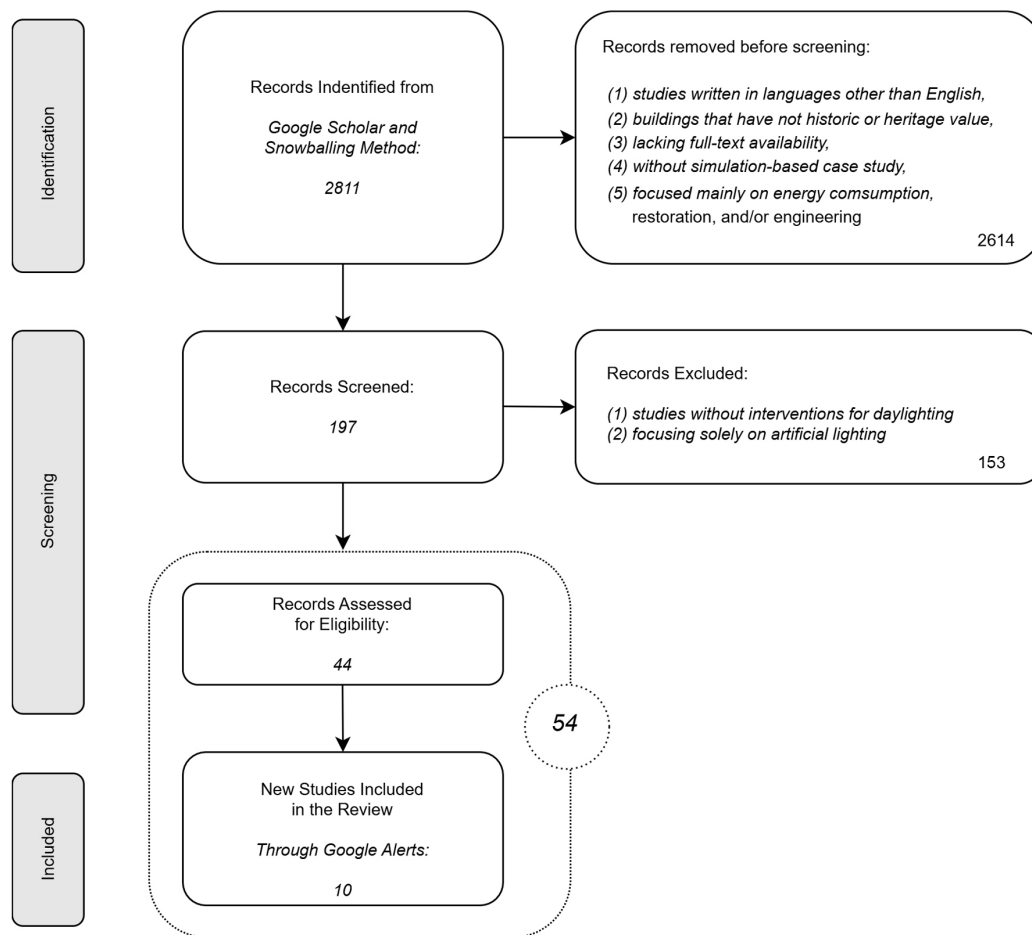 Identification
Records Indentified from
Google Scholar and
Snowballing Method:
2811
Records removed before screening:
(1) studies written in languages other than English,
(2) buildings that have not historic or heritage value,
(3) lacking full-text availability,
(4) without simulation-based case study,
(5) focused mainly on energy comsumption,
restoration, and/or engineering
2614
Screening
Records Screened:
197
Records Excluded:
(1) studies without interventions for daylighting
(2) focusing solely on artificial lighting
153
Records Assessed
for Eligibility:
44
54
Included
New Studies Included
in the Review
Through Google Alerts:
10